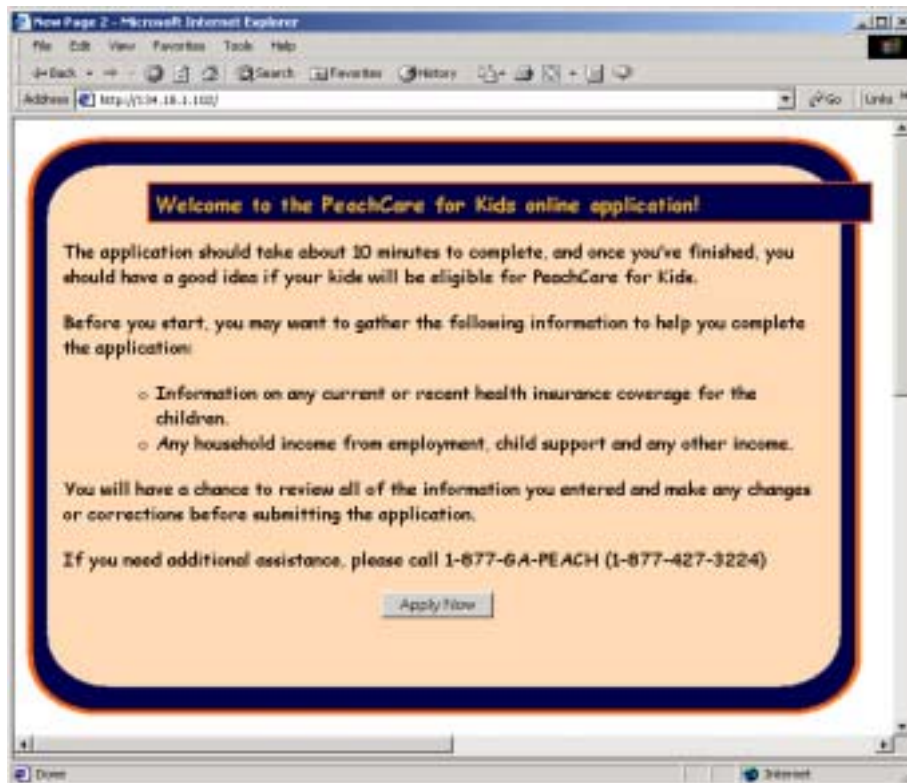 New Page 2 - Microsoft Internet Explorer
File Edit View Favorites Tools Help
Back Search Favorites History
Address http://134.18.1.102/ Go Links
Welcome to the PeachCare for Kids online application!
The application should take about 10 minutes to complete, and once you've finished, you
should have a good idea if your kids will be eligible for PeachCare for Kids.
Before you start, you may want to gather the following information to help you complete
the application:
o Information on any current or recent health insurance coverage for the
children.
o Any household income from employment, child support and any other income.
You will have a chance to review all of the information you entered and make any changes
or corrections before submitting the application.
If you need additional assistance, please call 1-877-GA-PEACH (1-877-427-3224)
Apply Now
Done Internet